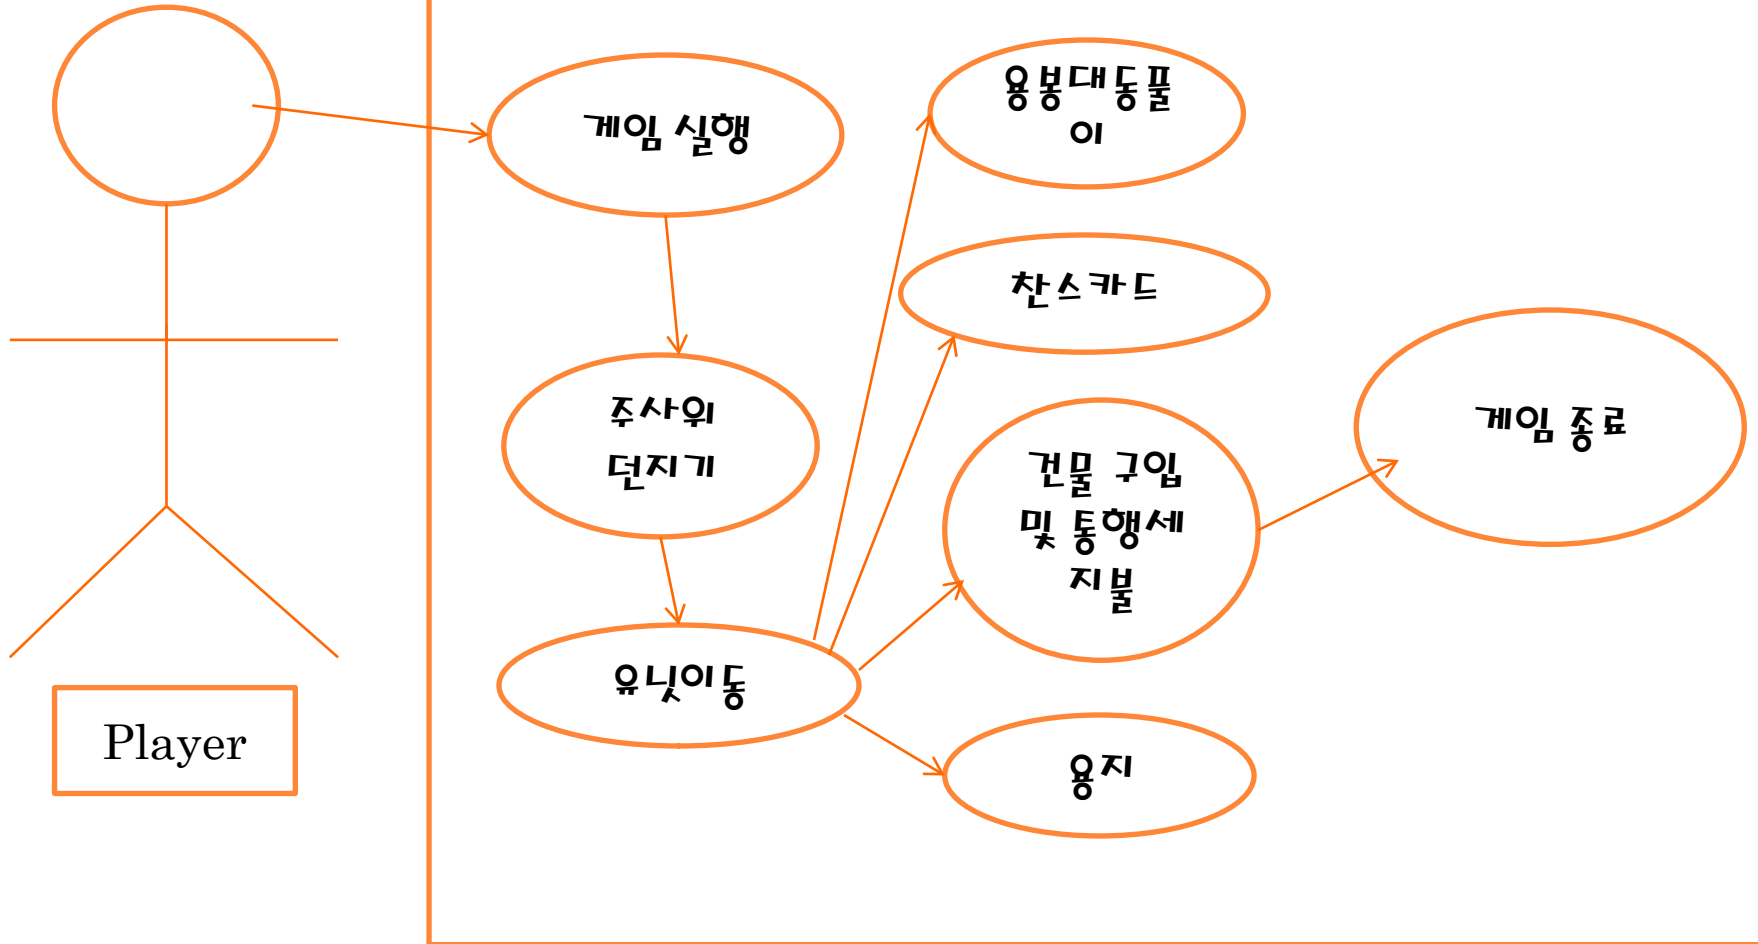 게임 실행
용봉대동풀
이
찬스카드
주사위
던지기
건물 구입
및 통행세
지불
게임 종료
유닛이동
용지
Player